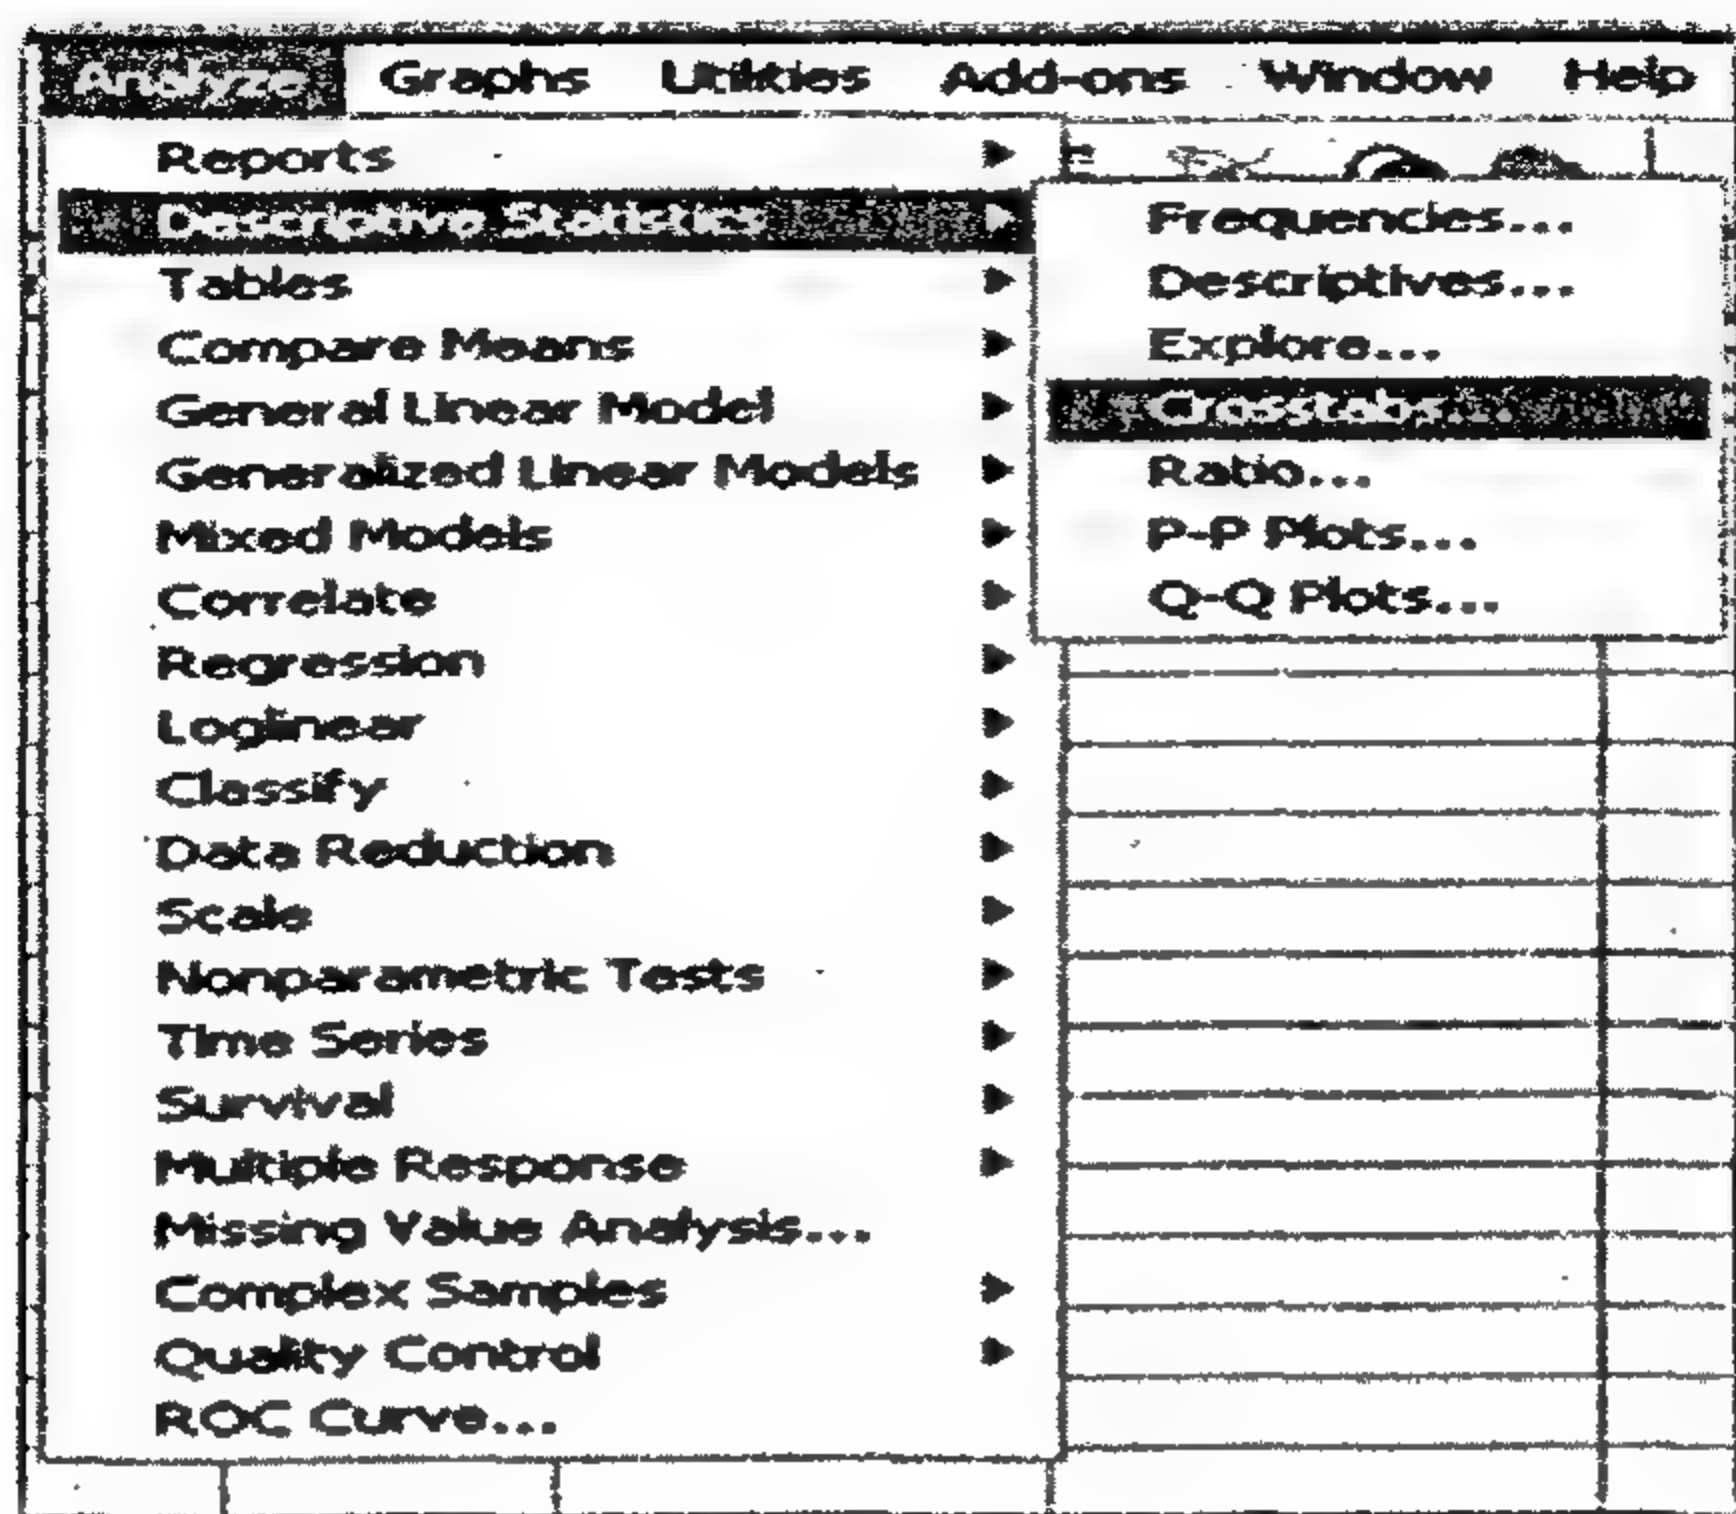 Analyze Graphs Utilities Add-ons Window Help
Reports
Descriptive Statistics
Tables
Compare Means
General Linear Model
Generalized Linear Models
Mixed Models
Correlate
Regression
Loglinear
Classify
Data Reduction
Scale
Nonparametric Tests
Time Series
Survival
Multiple Response
Missing Value Analysis...
Complex Samples
Quality Control
ROC Curve...
Frequencies...
Descriptives...
Explore...
Crosstabs...
Ratio...
P-P Plots...
Q-Q Plots...